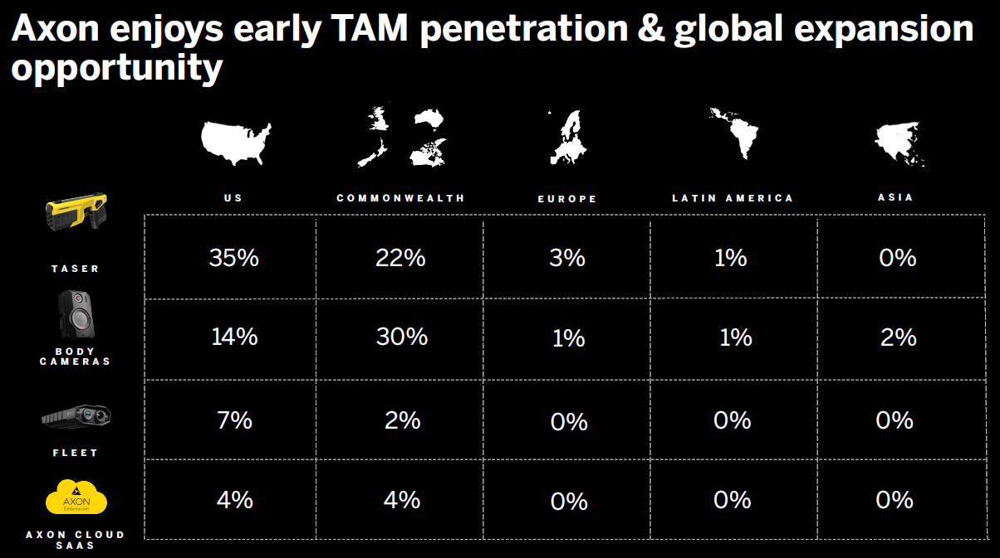 Axon enjoys early TAM penetration & global expansion
opportunity
US
COMMONWEALTH
EUROPE
LATIN AMERICA
ASIA
TASER
35%
22%
3%
1%
0%
BODY
CAMERAS
14%
30%
1%
1%
2%
FLEET
7%
2%
0%
0%
0%
AXON
Evidence.com
AXON CLOUD
SAAS
4%
4%
0%
0%
0%